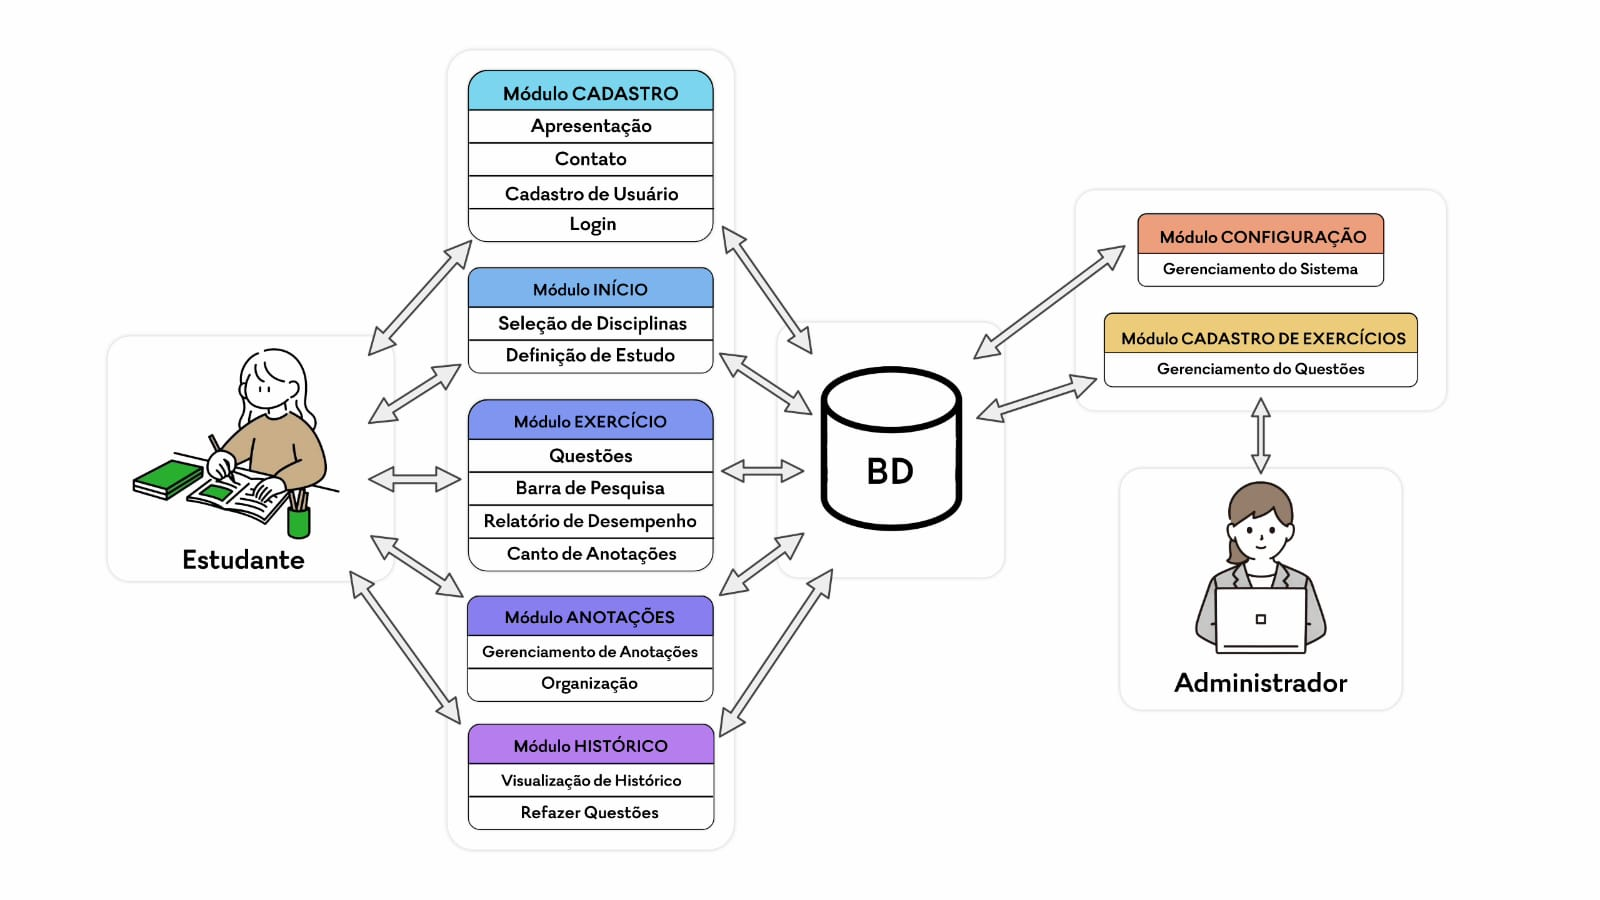 Módulo CADASTRO
Apresentação
Contato
Cadastro de Usuário
Login
Módulo INÍCIO
Seleção de Disciplinas
Definição de Estudo
Módulo EXERCÍCIO
Questões
Barra de Pesquisa
Relatório de Desempenho
Canto de Anotações
Módulo ANOTAÇÕES
Gerenciamento de Anotações
Organização
Módulo HISTÓRICO
Visualização de Histórico
Refazer Questões
Estudante
BD
Módulo CONFIGURAÇÃO
Gerenciamento do Sistema
Módulo CADASTRO DE EXERCÍCIOS
Gerenciamento do Questões
Administrador